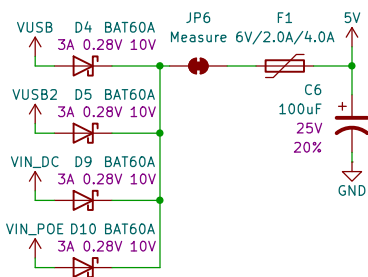 VUSB D4 BAT60A
3A 0.28V 10V
JP6
Measure
F1
6V/2.0A/4.0A
5V
VUSB2 D5 BAT60A
3A 0.28V 10V
C6
100uF
25V
20%
+
GND
VIN_DC D9 BAT60A
3A 0.28V 10V
VIN_POE D10 BAT60A
3A 0.28V 10V